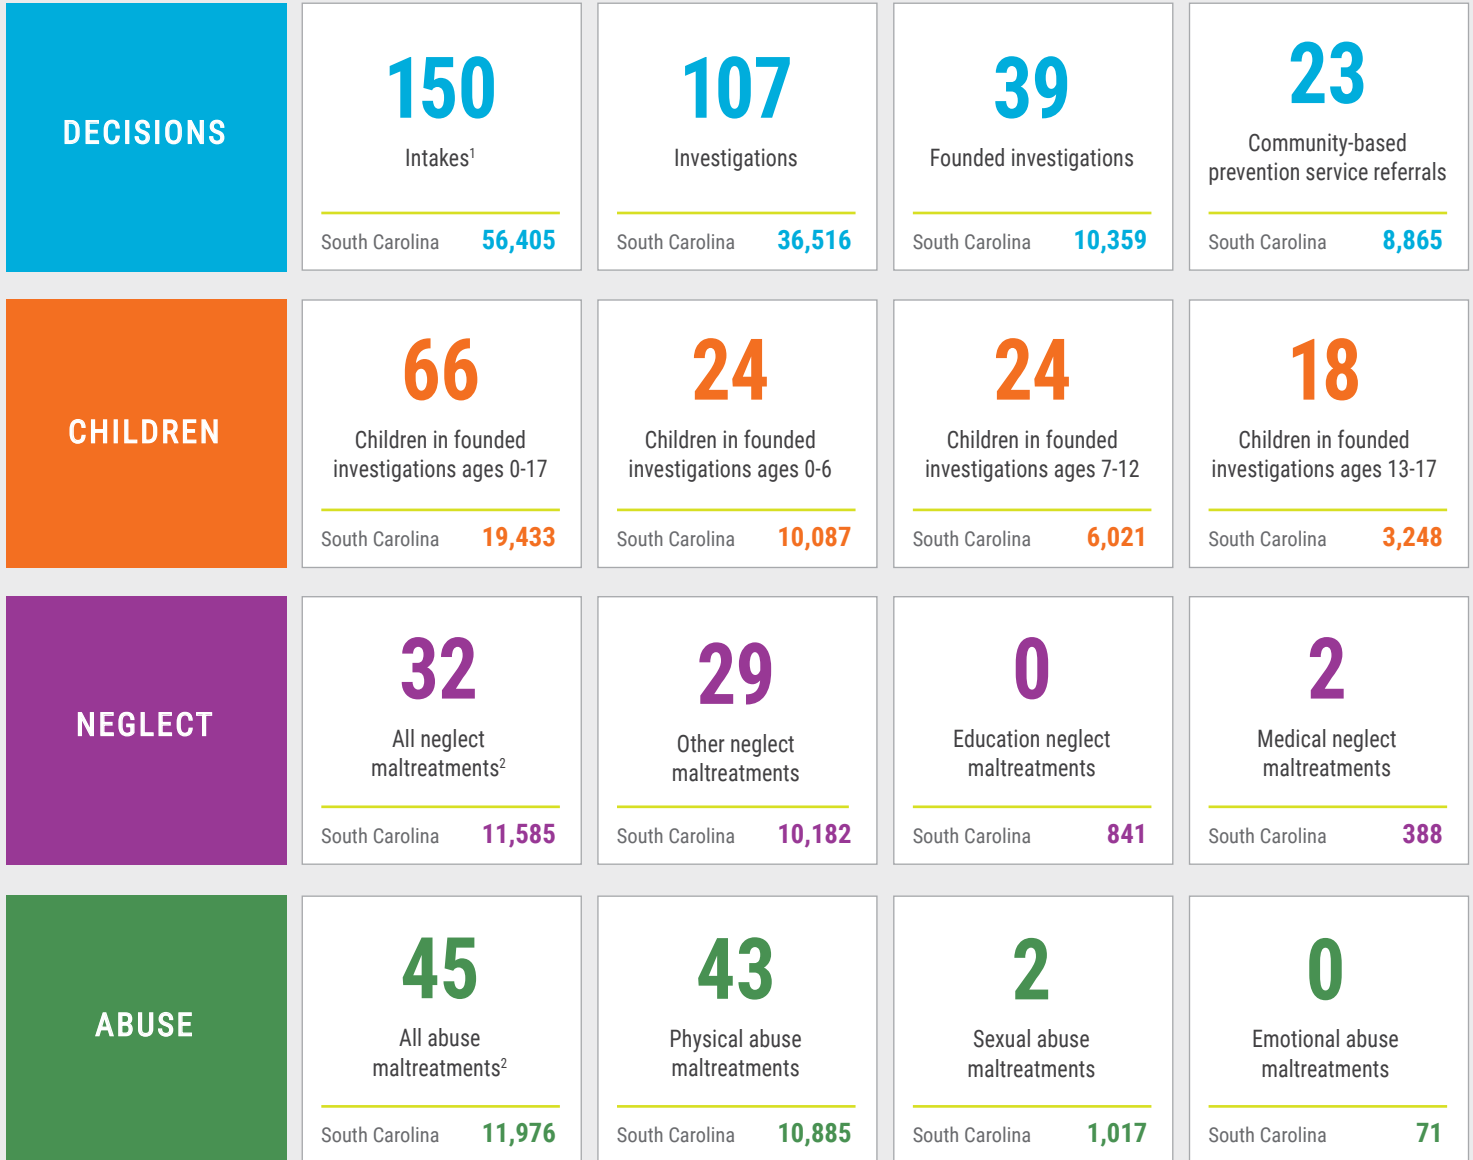 DECISIONS
150
Intakes¹
South Carolina 56,405
107
Investigations
South Carolina 36,516
39
Founded investigations
South Carolina 10,359
23
Community-based
prevention service referrals
South Carolina 8,865
CHILDREN
66
Children in founded
investigations ages 0-17
South Carolina 19,433
24
Children in founded
investigations ages 0-6
South Carolina 10,087
24
Children in founded
investigations ages 7-12
South Carolina 6,021
18
Children in founded
investigations ages 13-17
South Carolina 3,248
NEGLECT
32
All neglect
maltreatments²
South Carolina 11,585
29
Other neglect
maltreatments
South Carolina 10,182
0
Education neglect
maltreatments
South Carolina 841
2
Medical neglect
maltreatments
South Carolina 388
ABUSE
45
All abuse
maltreatments²
South Carolina 11,976
43
Physical abuse
maltreatments
South Carolina 10,885
2
Sexual abuse
maltreatments
South Carolina 1,017
0
Emotional abuse
maltreatments
South Carolina 71